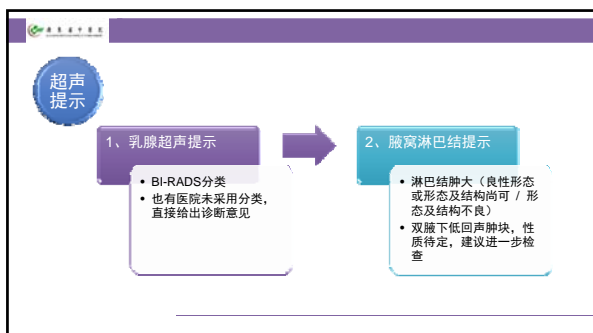 超声
提示
1、乳腺超声提示
• BI-RADS分类
• 也有医院未采用分类，
直接给出诊断意见
2、腋窝淋巴结提示
• 淋巴结肿大（良性形态
或形态及结构尚可 / 形
态及结构不良）
• 双腋下低回声肿块，性
质待定，建议进一步检
查